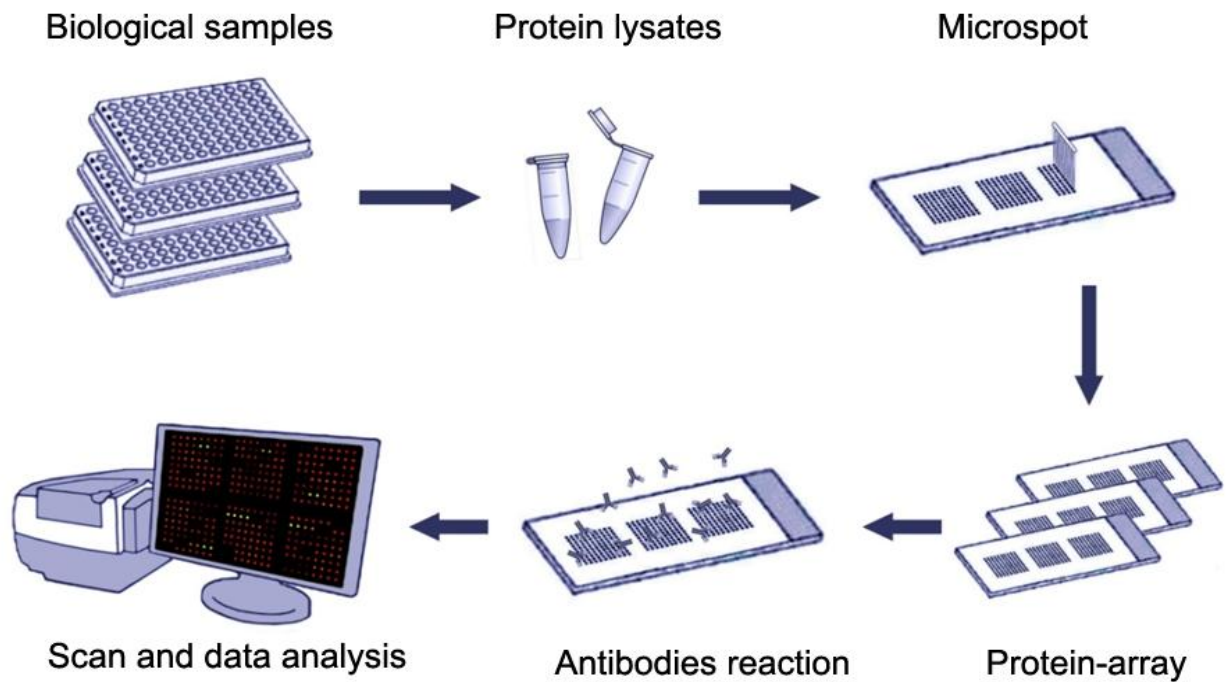 Biological samples
Protein lysates
Microspot
Scan and data analysis
Antibodies reaction
Protein-array